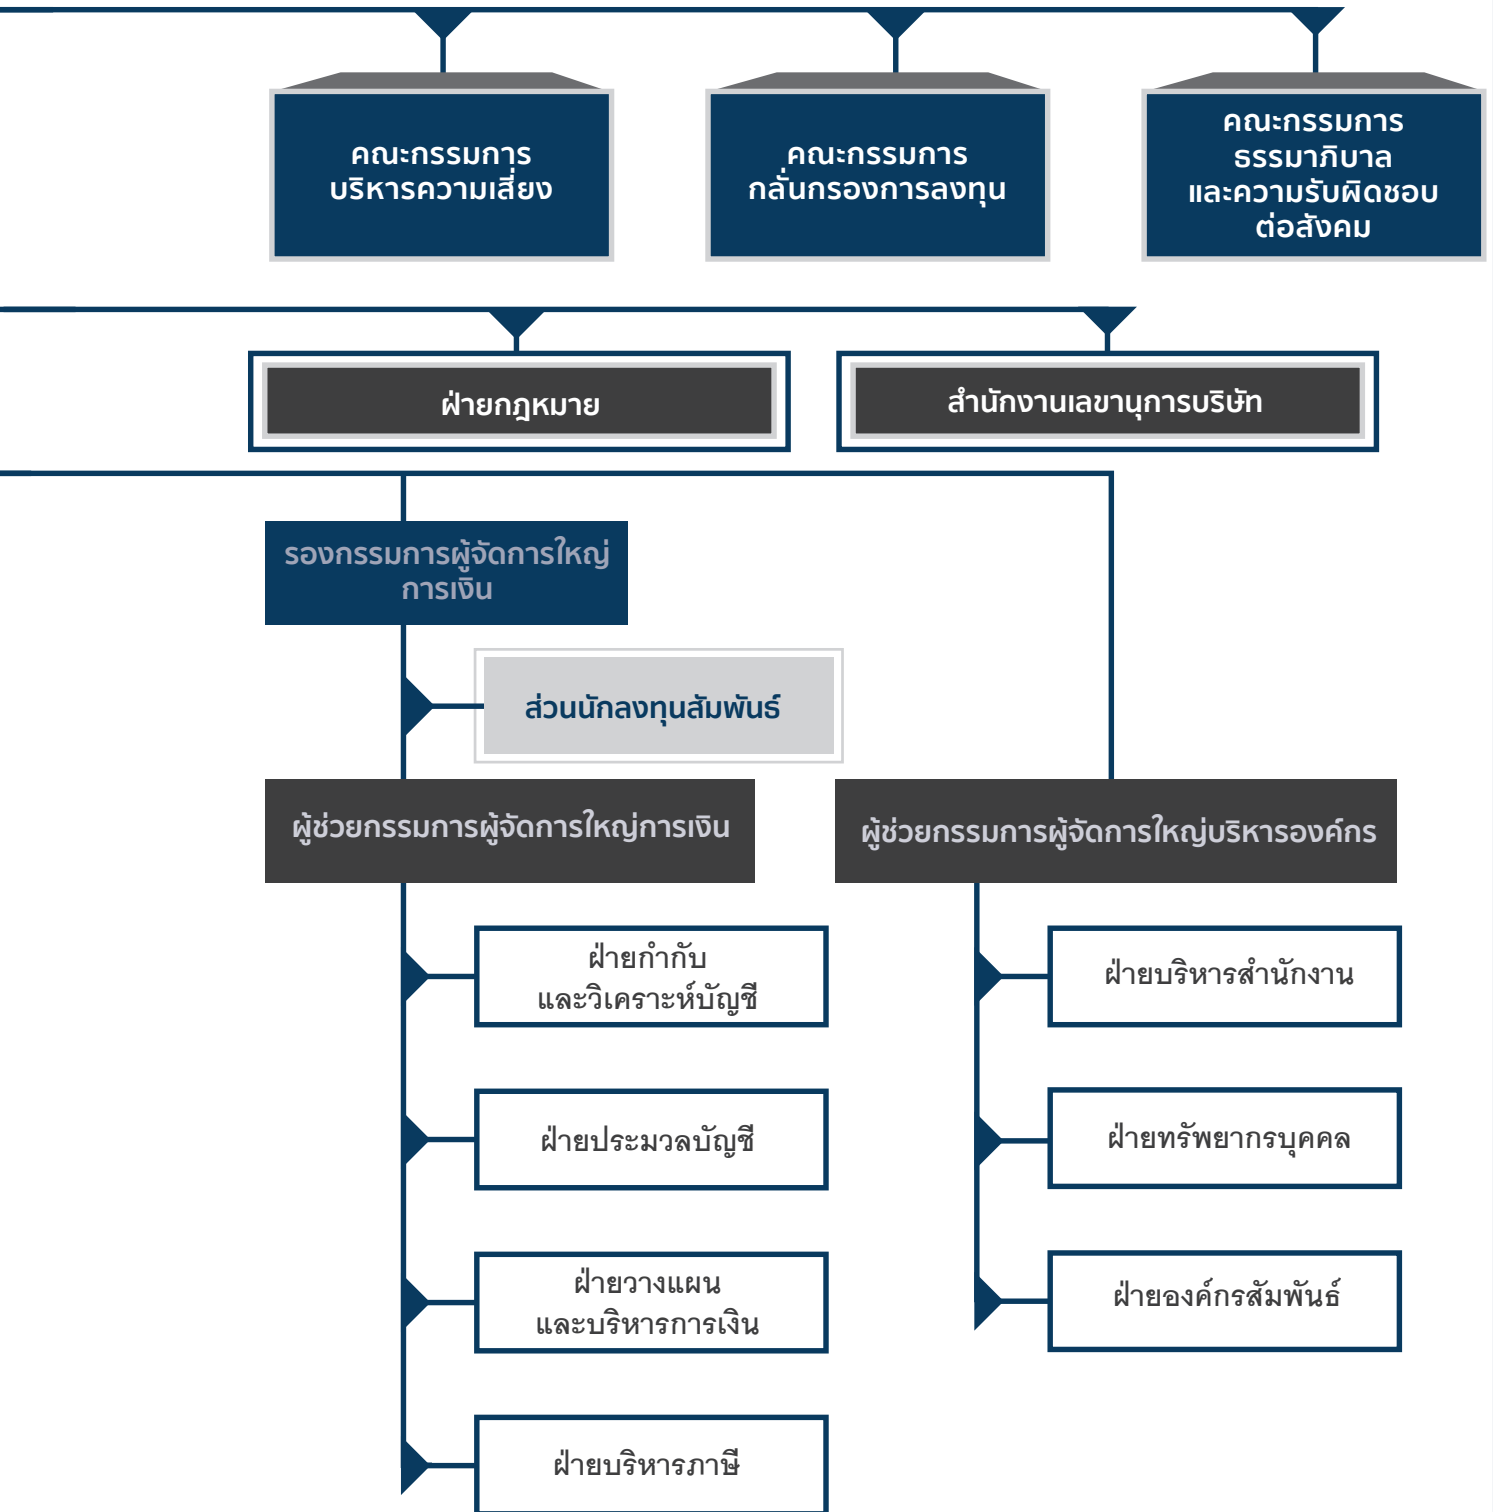 คณะกรรมการ
บริหารความเสี่ยง
คณะกรรมการ
กลั่นกรองการลงทุน
คณะกรรมการ
ธรรมาภิบาล
และความรับผิดชอบ
ต่อสังคม
ฝ่ายกฎหมาย
สำนักงานเลขานุการบริษัท
รองกรรมการผู้จัดการใหญ่
การเงิน
ส่วนนักลงทุนสัมพันธ์
ผู้ช่วยกรรมการผู้จัดการใหญ่การเงิน
ผู้ช่วยกรรมการผู้จัดการใหญ่บริหารองค์กร
ฝ่ายกำกับ
และวิเคราะห์บัญชี
ฝ่ายบริหารสำนักงาน
ฝ่ายประมวลบัญชี
ฝ่ายทรัพยากรบุคคล
ฝ่ายวางแผน
และบริหารการเงิน
ฝ่ายองค์กรสัมพันธ์
ฝ่ายบริหารภาษี